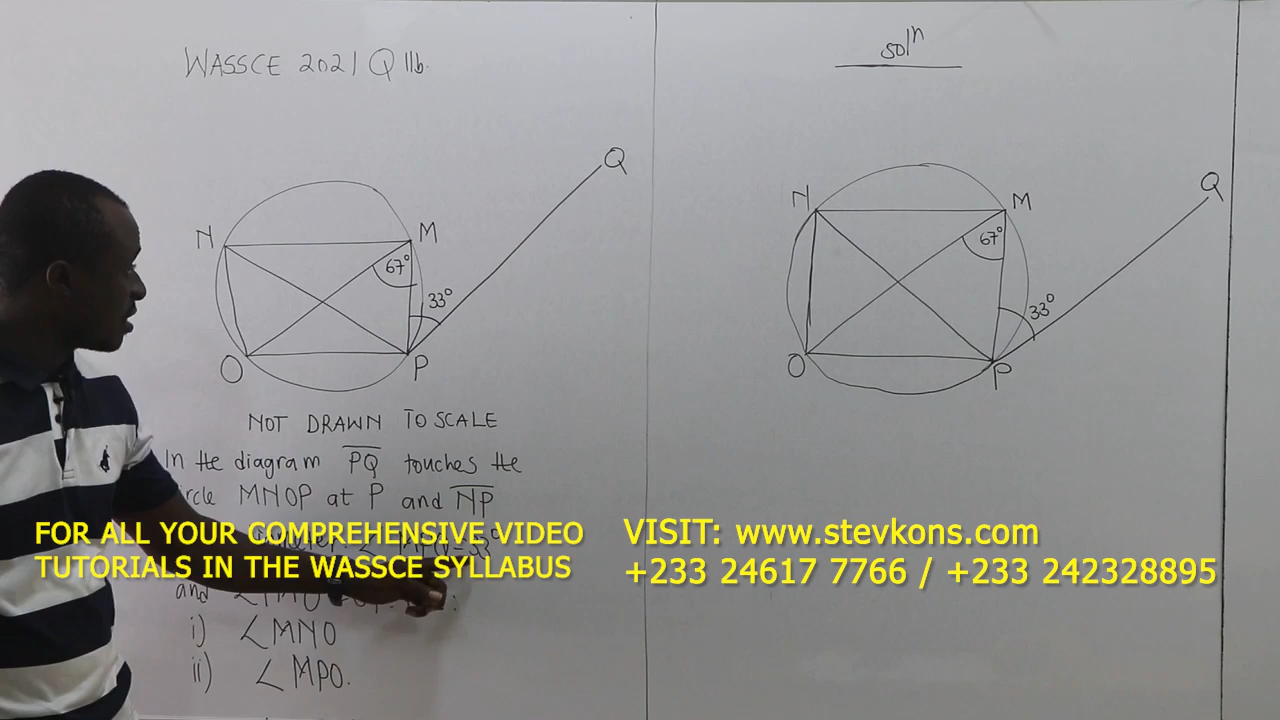 WASSCE 2021 Q 11b.
Q
N
M
67°
33°
O
P
NOT DRAWN TO SCALE
In the diagram PQ touches the
circle MNOP at P and NP
and
i) <MNO
ii) <MPO.
soln
Q
N
M
67°
33°
O
P
FOR ALL YOUR COMPREHENSIVE VIDEO
TUTORIALS IN THE WASSCE SYLLABUS
VISIT: www.stevkons.com
+233 24617 7766 / +233 242328895